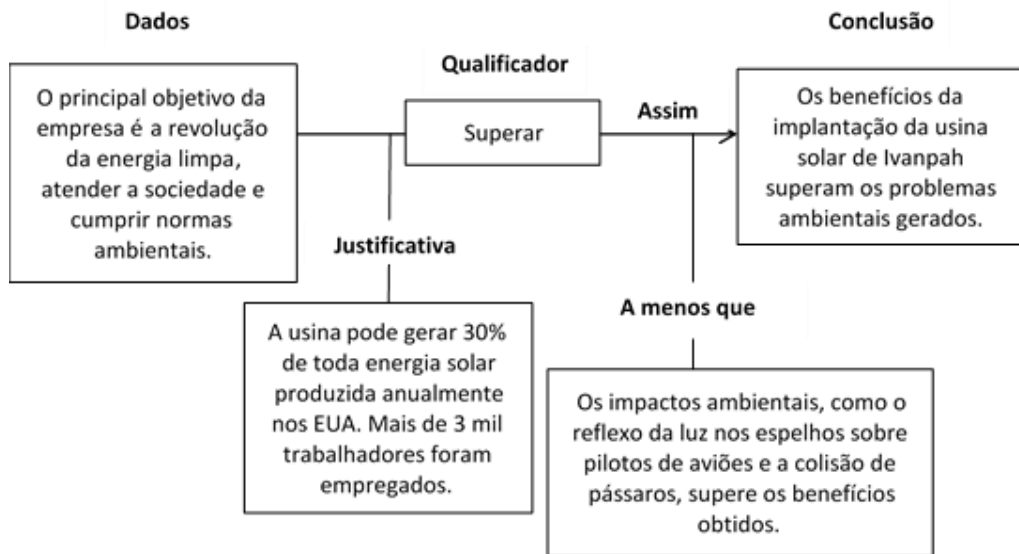 Dados
O principal objetivo da
empresa é a revolução
da energia limpa,
atender a sociedade e
cumprir normas
ambientais.
Qualificador
Superar
Assim
Conclusão
Os benefícios da
implantação da usina
solar de Ivanpah
superam os problemas
ambientais gerados.
Justificativa
A usina pode gerar 30%
de toda energia solar
produzida anualmente
nos EUA. Mais de 3 mil
trabalhadores foram
empregados.
A menos que
Os impactos ambientais, como o
reflexo da luz nos espelhos sobre
pilotos de aviões e a colisão de
pássaros, supere os benefícios
obtidos.